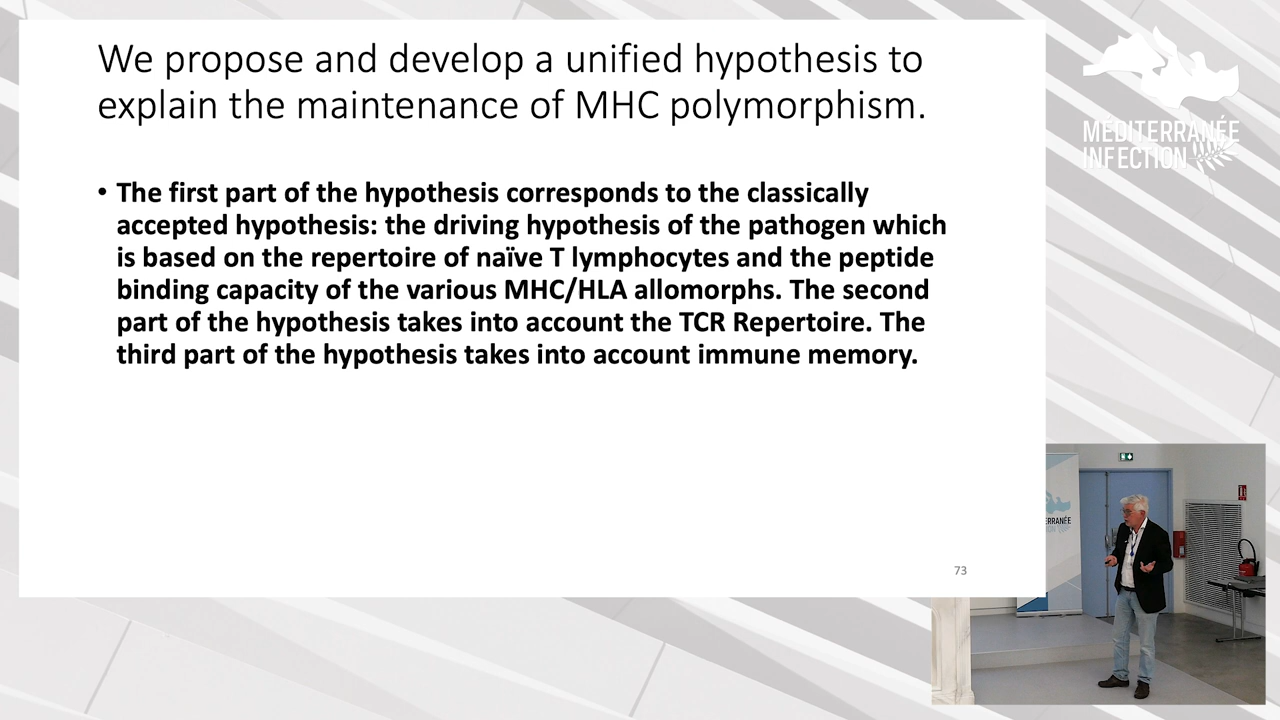 We propose and develop a unified hypothesis to
explain the maintenance of MHC polymorphism.
• The first part of the hypothesis corresponds to the classically
accepted hypothesis: the driving hypothesis of the pathogen which
is based on the repertoire of naïve T lymphocytes and the peptide
binding capacity of the various MHC/HLA allomorphs. The second
part of the hypothesis takes into account the TCR Repertoire. The
third part of the hypothesis takes into account immune memory.
73
MÉDITERRANÉE
INFECTION
ERRANÉE